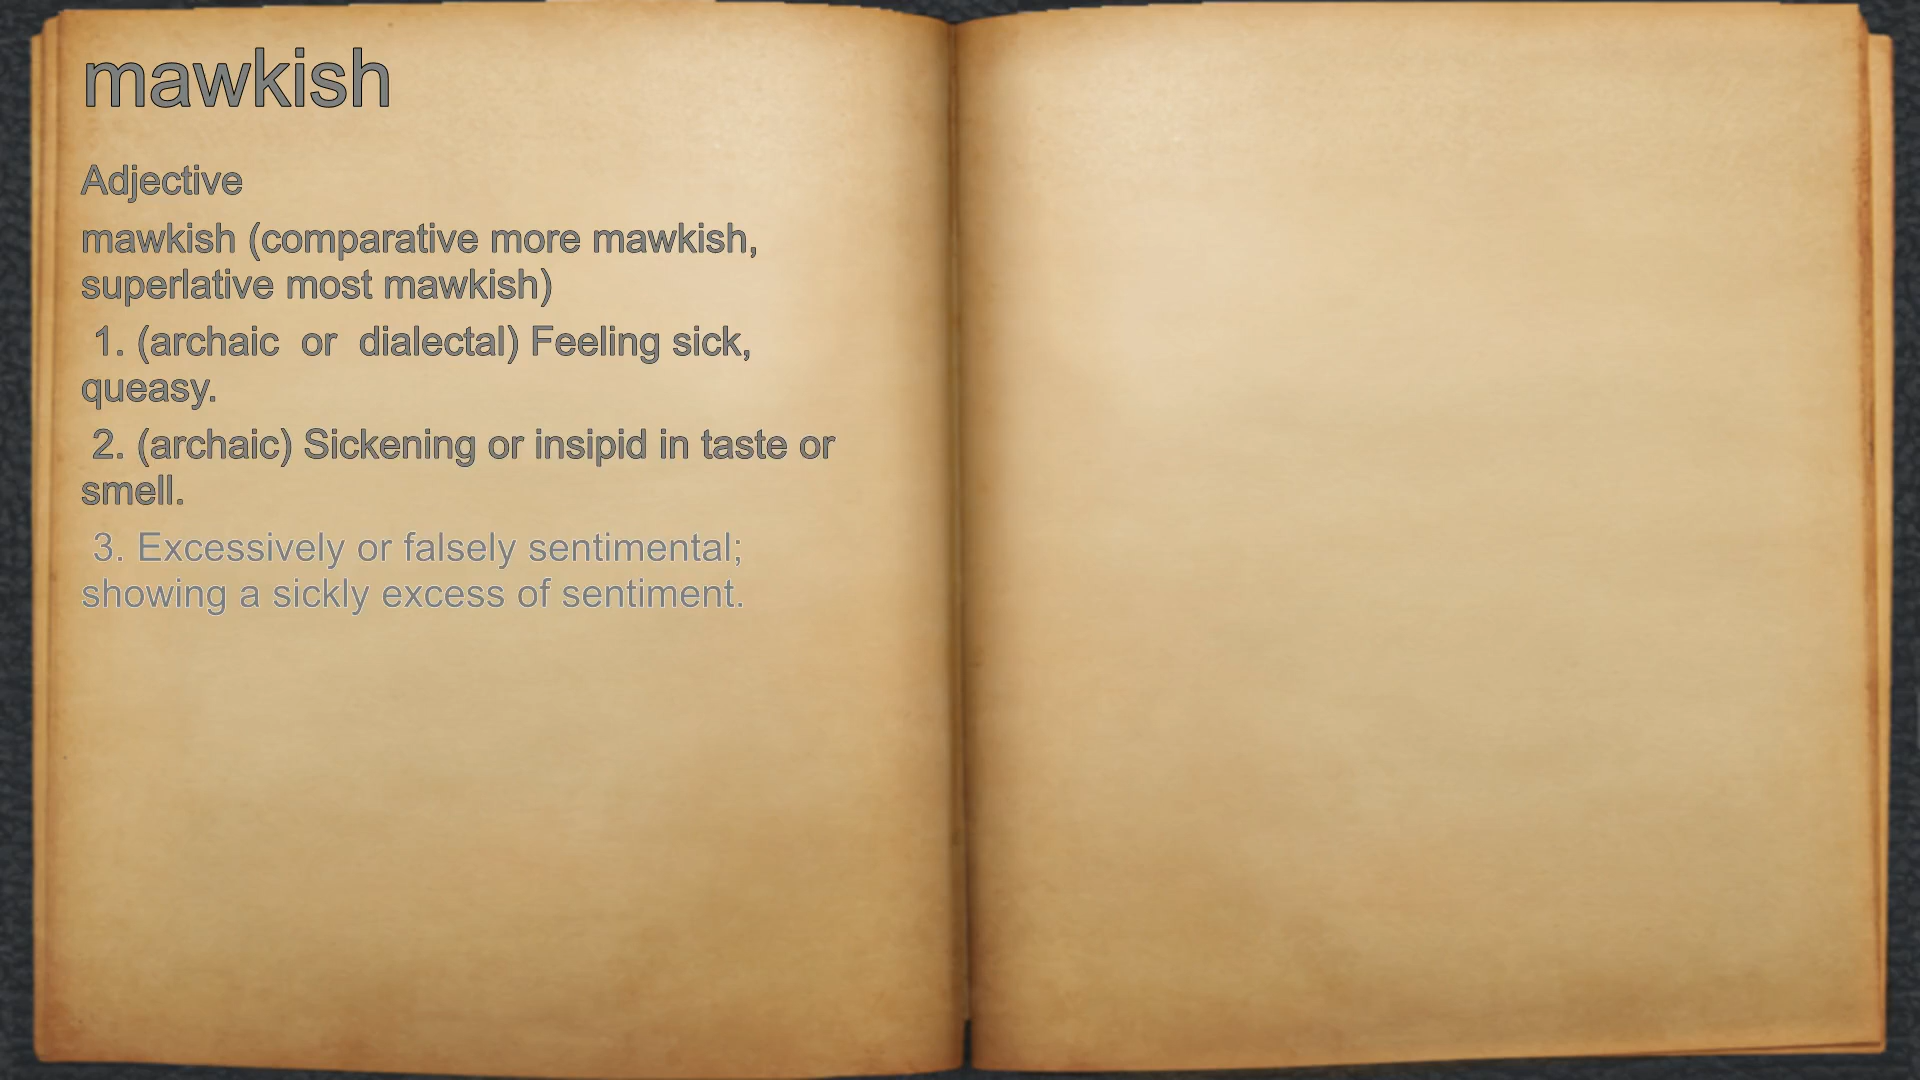 mawkish
Adjective
mawkish (comparative more mawkish,
superlative most mawkish)
1. (archaic  or  dialectal) Feeling sick,
queasy.
2. (archaic) Sickening or insipid in taste or
smell.
3. Excessively or falsely sentimental;
showing a sickly excess of sentiment.